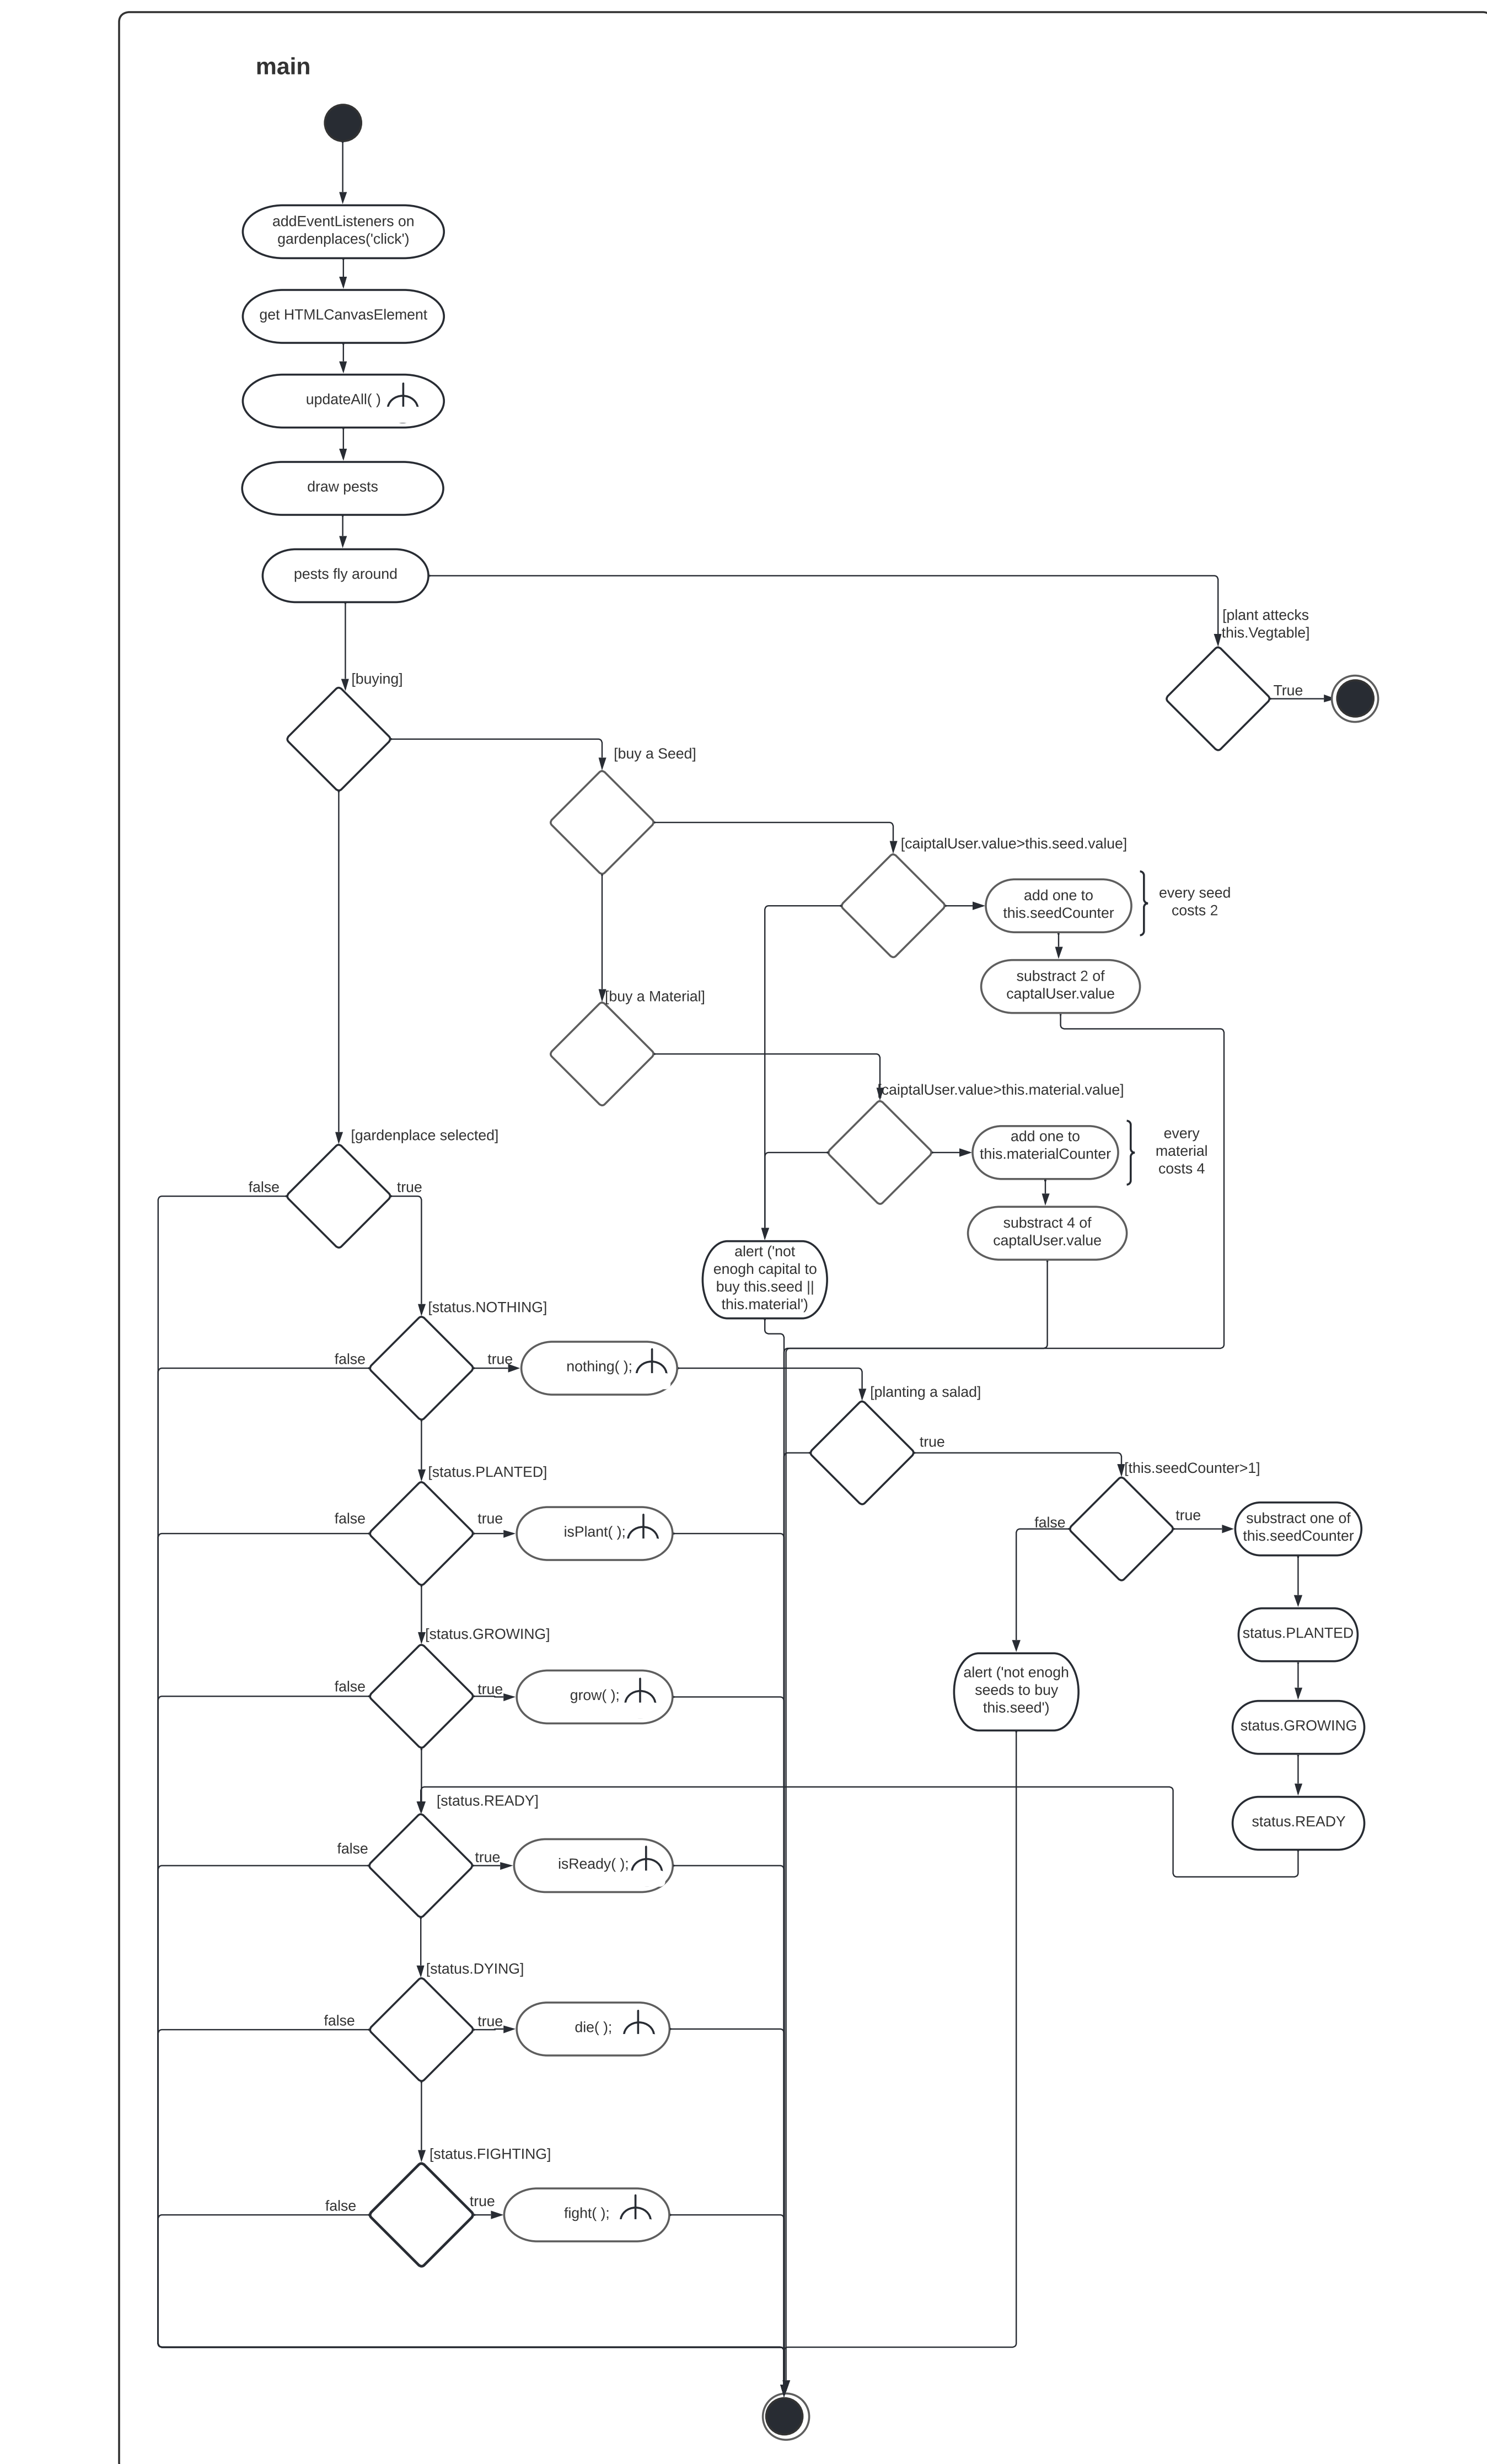 main
addEventListeners on
gardenplaces('click')
get HTMLCanvasElement
updateAll( )
draw pests
pests fly around
[plant attecks
this.Vegtable]
True
[buying]
[buy a Seed]
[caiptalUser.value>this.seed.value]
add one to
this.seedCounter
every seed
costs 2
substract 2 of
captalUser.value
[buy a Material]
[caiptalUser.value>this.material.value]
add one to
this.materialCounter
every
material
costs 4
substract 4 of
captalUser.value
[gardenplace selected]
false
true
alert ('not
enogh capital to
buy this.seed ||
this.material')
[status.NOTHING]
false
true
nothing( );
[planting a salad]
true
[this.seedCounter>1]
false
true
substract one of
this.seedCounter
[status.PLANTED]
false
true
isPlant( );
status.PLANTED
[status.GROWING]
false
true
grow( );
alert ('not enogh
seeds to buy
this.seed')
status.GROWING
[status.READY]
false
true
isReady( );
status.READY
[status.DYING]
false
true
die( );
[status.FIGHTING]
false
true
fight( );